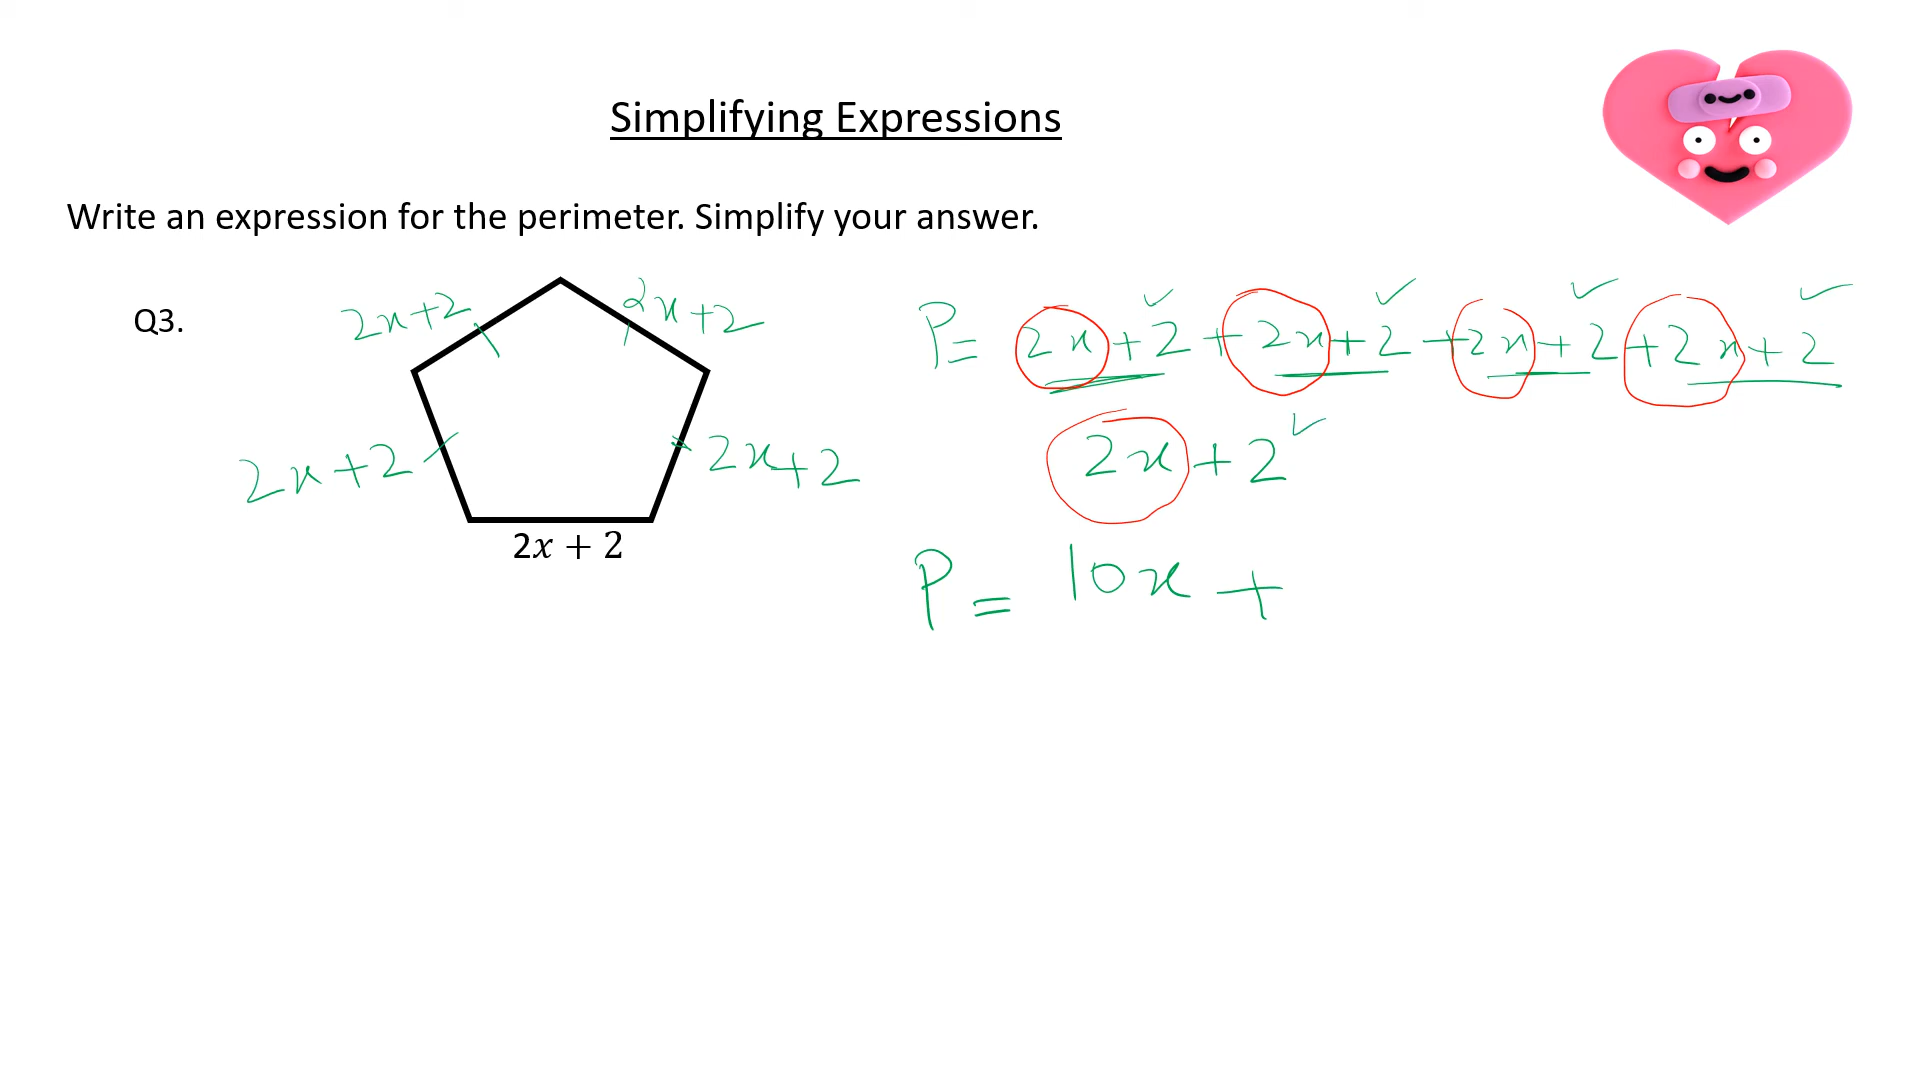 Simplifying Expressions
Write an expression for the perimeter. Simplify your answer.
Q3.
2x+2
2x+2
2x+2
2x+2
2x + 2
P= 2x+2+2x+2+2x+2+2x+2
2x+2
P= 10x +